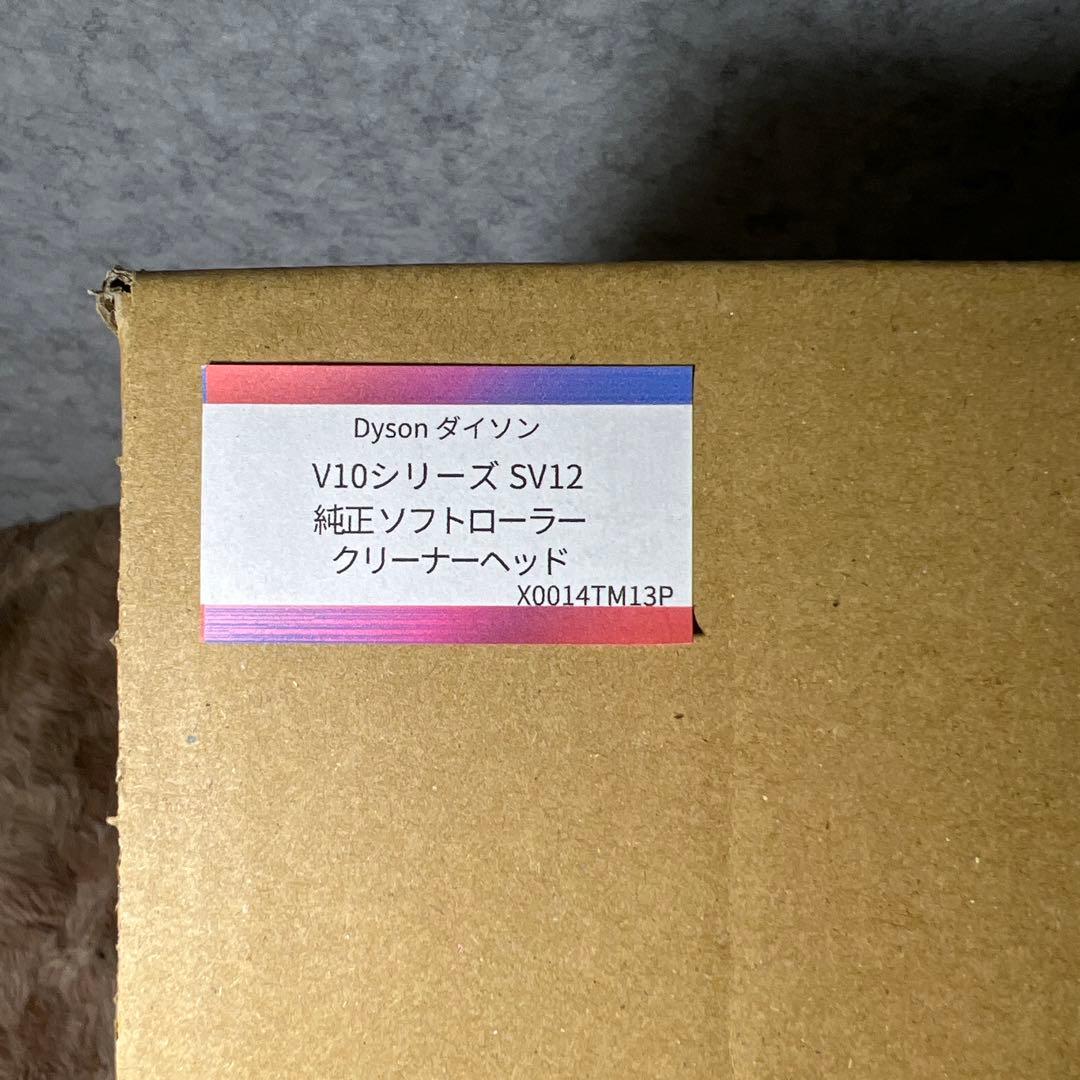 Dyson ダイソン
V10シリーズ SV12
純正ソフトローラー
クリーナーヘッド
X0014TM13P